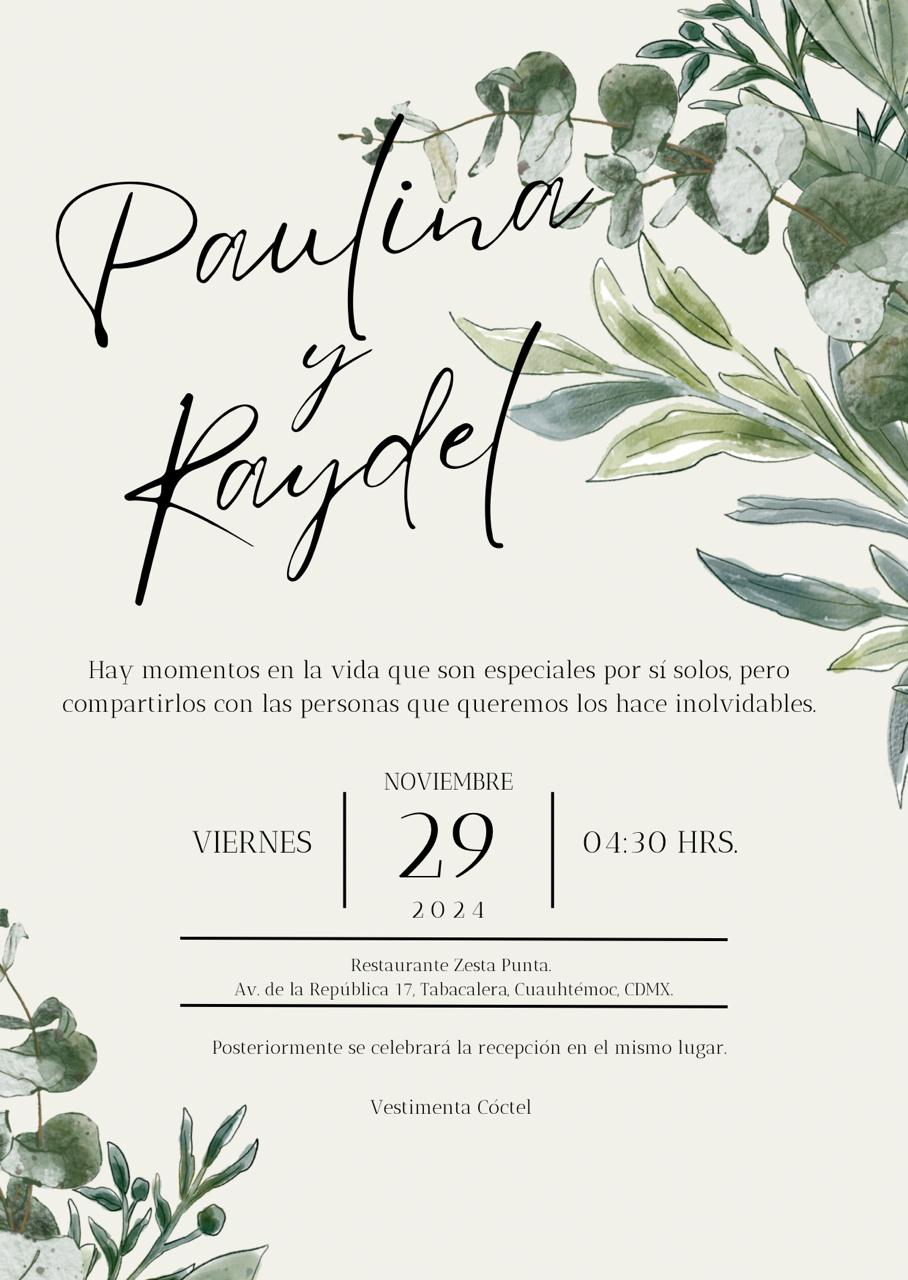 Paulina
y
Raydel
Hay momentos en la vida que son especiales por sí solos, pero
compartirlos con las personas que queremos los hace inolvidables.
NOVIEMBRE
VIERNES
29
04:30 HRS.
2024
Restaurante Zesta Punta.
Av. de la República 17, Tabacalera, Cuauhtémoc, CDMX.
Posteriormente se celebrará la recepción en el mismo lugar.
Vestimenta Cóctel